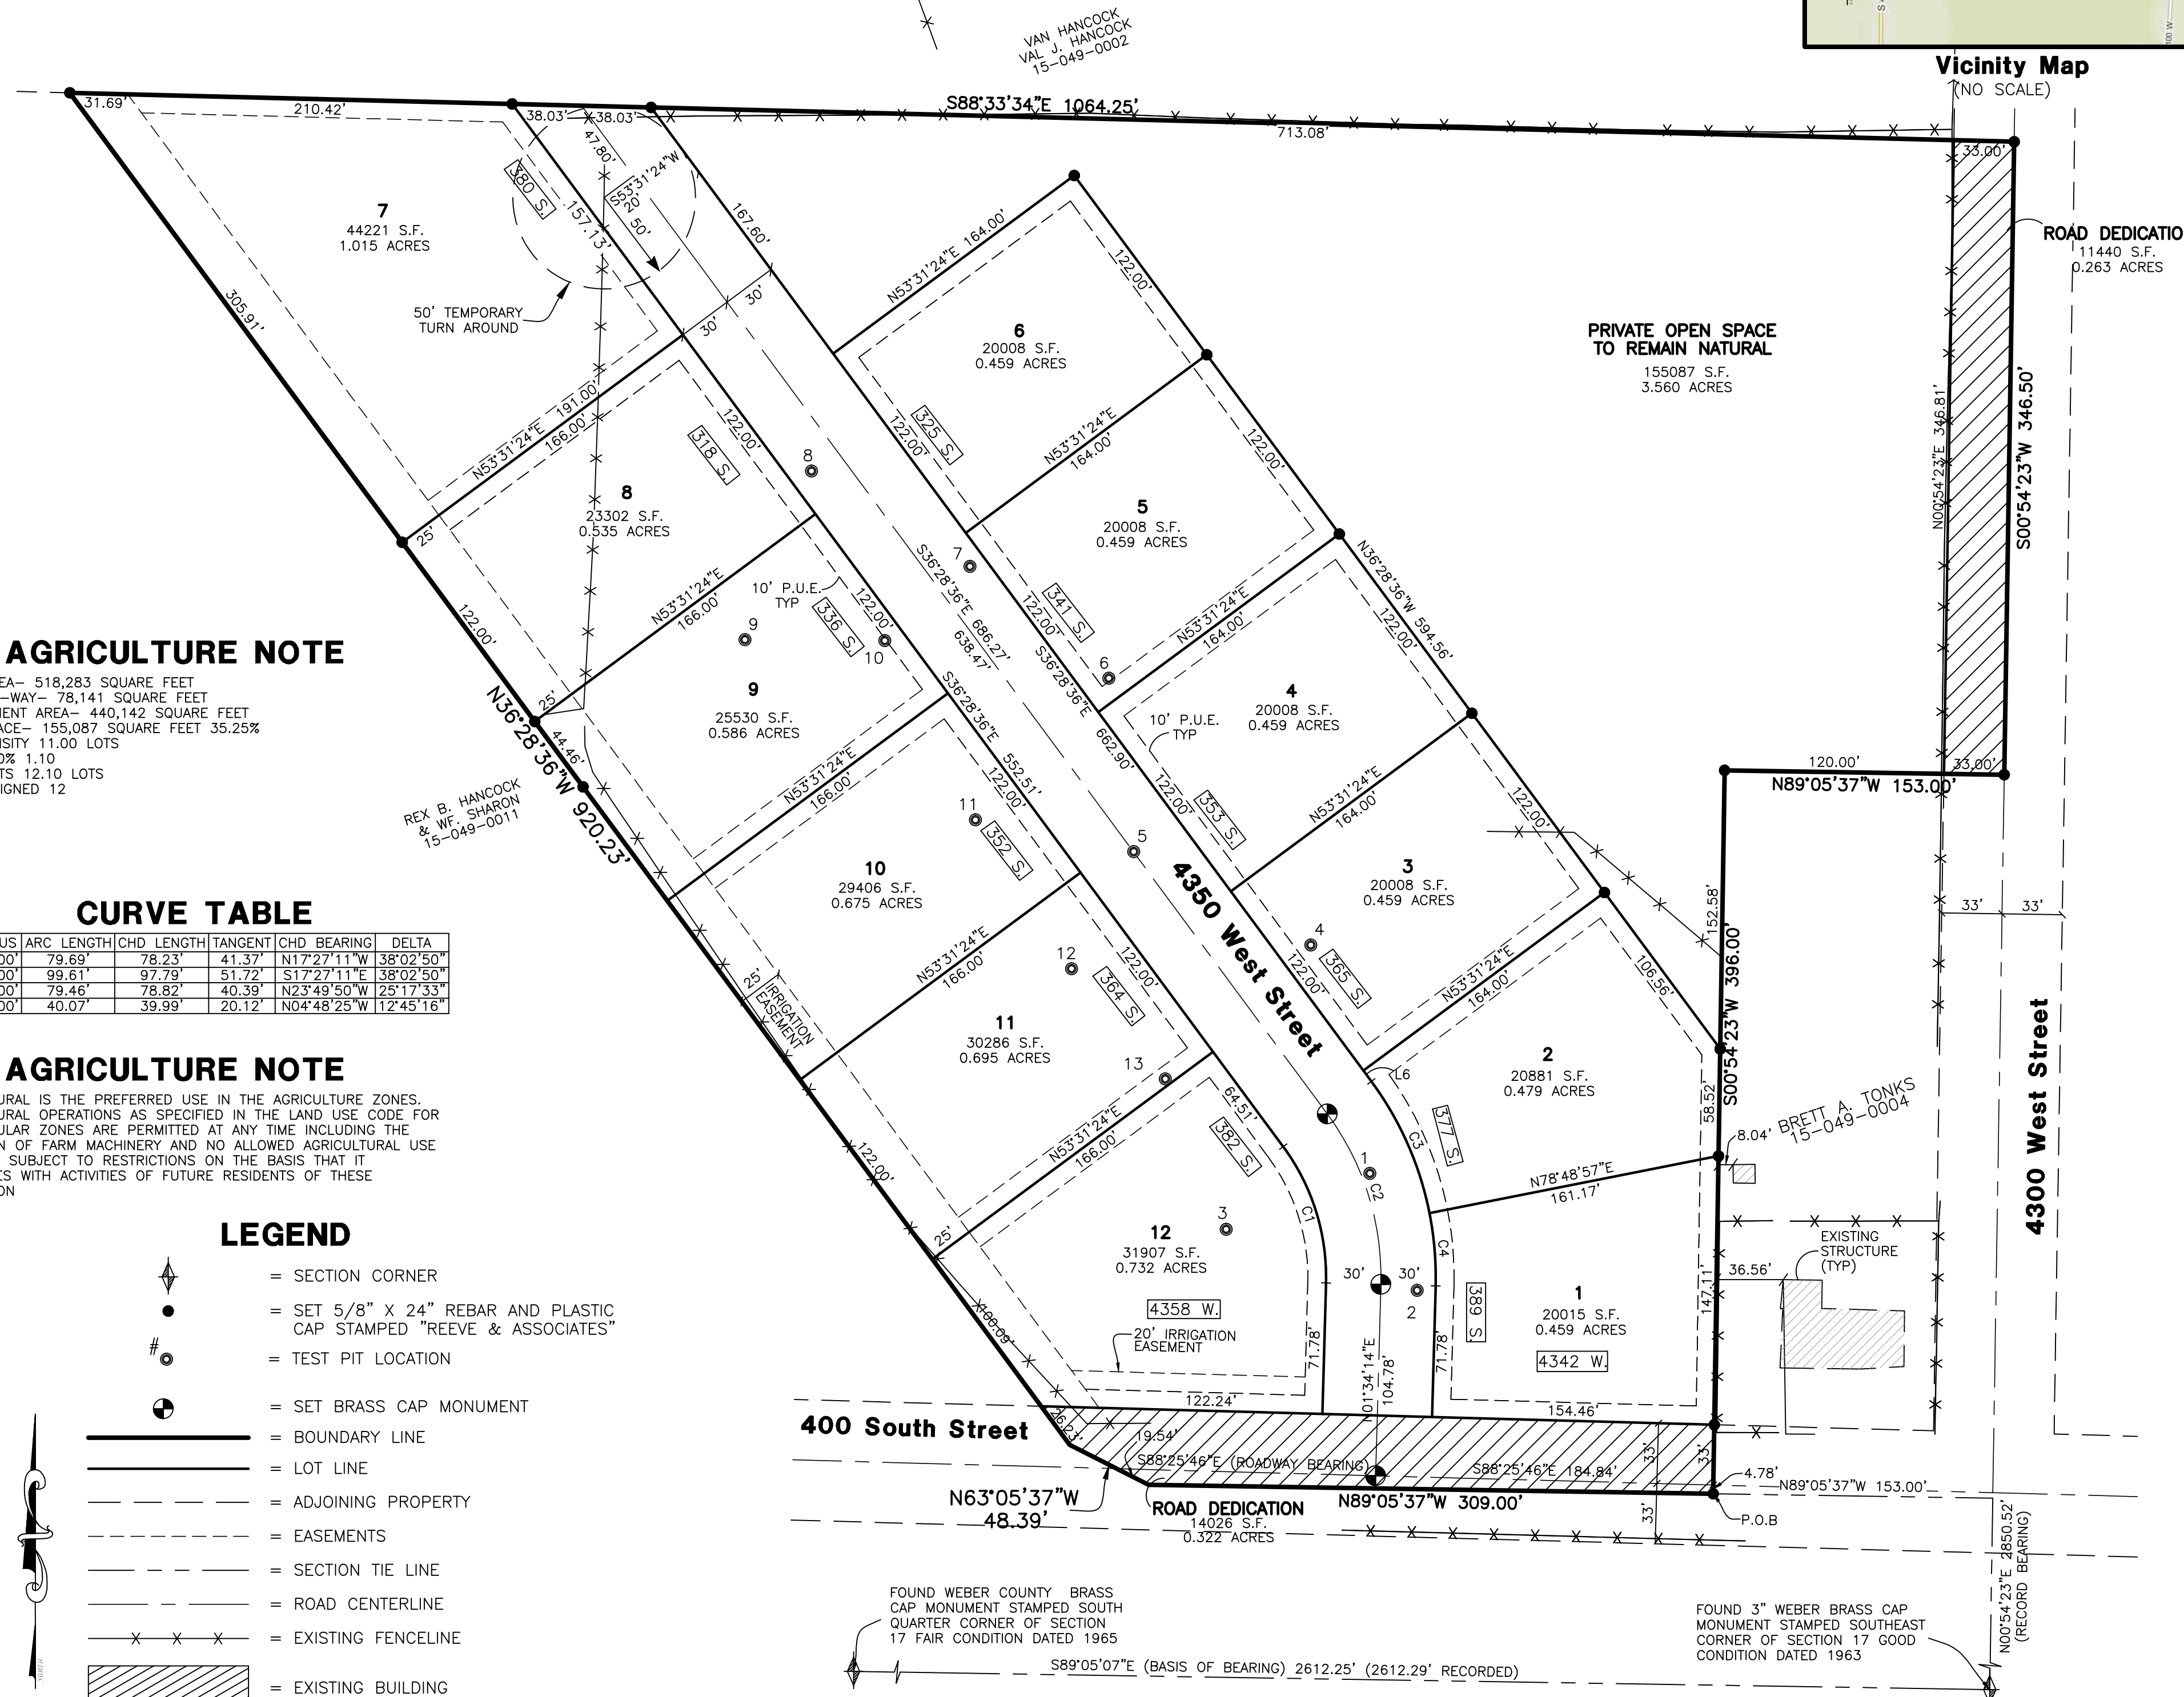 VAN HANCOCK
VAL J. HANCOCK
15-049-0002
100 W
Vicinity Map
(NO SCALE)
31.69'
210.42'
38.03'
38.03'
S88°33'34"E 1064.25'
713.08'
33.00'
47.80'
S53°31'24"W
20'
50'
380 S.
157.13'
167.60'
7
44221 S.F.
1.015 ACRES
305.91'
50' TEMPORARY
TURN AROUND
30'
30'
N53°31'24"E 164.00'
122.00'
6
20008 S.F.
0.459 ACRES
PRIVATE OPEN SPACE
TO REMAIN NATURAL
155087 S.F.
3.560 ACRES
ROAD DEDICATIO
11440 S.F.
0.263 ACRES
N00°54'23"E 346.81'
S00°54'23"W 346.50'
N53°31'24"E 191.00'
166.00'
122.00'
318 S.
325 S.
122.00'
N53°31'24"E
164.00'
122.00'
8
8
23302 S.F.
0.535 ACRES
25'
5
20008 S.F.
0.459 ACRES
7
S36°28'36"E 686.27'
638.47'
122.00'
N53°31'24"E
166.00'
10' P.U.E.
TYP
336 S.
122.00'
9
10
341 S.
122.00'
N53°31'24"E
164.00'
N36°28'36"W 594.56'
122.00'
6
AGRICULTURE NOTE
EA- 518,283 SQUARE FEET
-WAY- 78,141 SQUARE FEET
MENT AREA- 440,142 SQUARE FEET
ACE- 155,087 SQUARE FEET 35.25%
SITY 11.00 LOTS
0% 1.10
TS 12.10 LOTS
IGNED 12
25'
44.46'
N36°28'36"W 920.23'
9
25530 S.F.
0.586 ACRES
S36°28'36"E 552.51'
122.00'
S36°28'36"E
662.90'
4
20008 S.F.
0.459 ACRES
10' P.U.E.
TYP
122.00'
REX B. HANCOCK
& WF. SHARON
15-049-0011
N53°31'24"E
166.00'
11
352 S.
353 S.
N53°31'24"E
164.00'
122.00'
120.00'
33.00'
N89°05'37"W 153.00'
10
29406 S.F.
0.675 ACRES
5
4350 West Street
3
20008 S.F.
0.459 ACRES
152.58'
S00°54'23"W 396.00'
33'
33'
CURVE TABLE
US ARC LENGTH CHD LENGTH TANGENT CHD BEARING DELTA
00' 79.69' 78.23' 41.37' N17°27'11"W 38°02'50"
00' 99.61' 97.79' 51.72' S17°27'11"E 38°02'50"
00' 79.46' 78.82' 40.39' N23°49'50"W 25°17'33"
00' 40.07' 39.99' 20.12' N04°48'25"W 12°45'16"
25' IRRIGATION
EASEMENT
N53°31'24"E
166.00'
12
364 S.
122.00'
4
365 S.
122.00'
N53°31'24"E
164.00'
106.56'
11
30286 S.F.
0.695 ACRES
13
L6
2
20881 S.F.
0.479 ACRES
58.52'
4300 West Street
AGRICULTURE NOTE
URAL IS THE PREFERRED USE IN THE AGRICULTURE ZONES.
URAL OPERATIONS AS SPECIFIED IN THE LAND USE CODE FOR
ULAR ZONES ARE PERMITTED AT ANY TIME INCLUDING THE
N OF FARM MACHINERY AND NO ALLOWED AGRICULTURAL USE
SUBJECT TO RESTRICTIONS ON THE BASIS THAT IT
ES WITH ACTIVITIES OF FUTURE RESIDENTS OF THESE
ON
122.00'
N53°31'24"E
166.00'
64.51'
382 S.
C3
377 S.
N78°48'57"E
161.17'
BRETT A. TONKS
15-049-0004
8.04'
1
C2
C1
3
25'
12
31907 S.F.
0.732 ACRES
4358 W.
20' IRRIGATION
EASEMENT
30'
30'
2
C4
389 S.
1
20015 S.F.
0.459 ACRES
4342 W.
147.11'
36.56'
EXISTING
STRUCTURE
(TYP)
100.09'
71.78'
N01°34'14"E
104.78'
71.78'
LEGEND
= SECTION CORNER
= SET 5/8" X 24" REBAR AND PLASTIC
CAP STAMPED "REEVE & ASSOCIATES"
#
= TEST PIT LOCATION
= SET BRASS CAP MONUMENT
= BOUNDARY LINE
= LOT LINE
= ADJOINING PROPERTY
= EASEMENTS
= SECTION TIE LINE
= ROAD CENTERLINE
= EXISTING FENCELINE
= EXISTING BUILDING
NORTH
400 South Street
26.23'
122.24'
154.46'
19.54'
S88°25'46"E (ROADWAY BEARING)
S88°25'46"E 184.84'
33'
33'
33'
4.78'
N89°05'37"W 153.00'
N63°05'37"W
48.39'
ROAD DEDICATION
14026 S.F.
0.322 ACRES
N89°05'37"W 309.00'
P.O.B
N00°54'23"E 2850.52'
(RECORD BEARING)
FOUND WEBER COUNTY BRASS
CAP MONUMENT STAMPED SOUTH
QUARTER CORNER OF SECTION
17 FAIR CONDITION DATED 1965
FOUND 3" WEBER BRASS CAP
MONUMENT STAMPED SOUTHEAST
CORNER OF SECTION 17 GOOD
CONDITION DATED 1963
S89°05'07"E (BASIS OF BEARING) 2612.25' (2612.29' RECORDED)